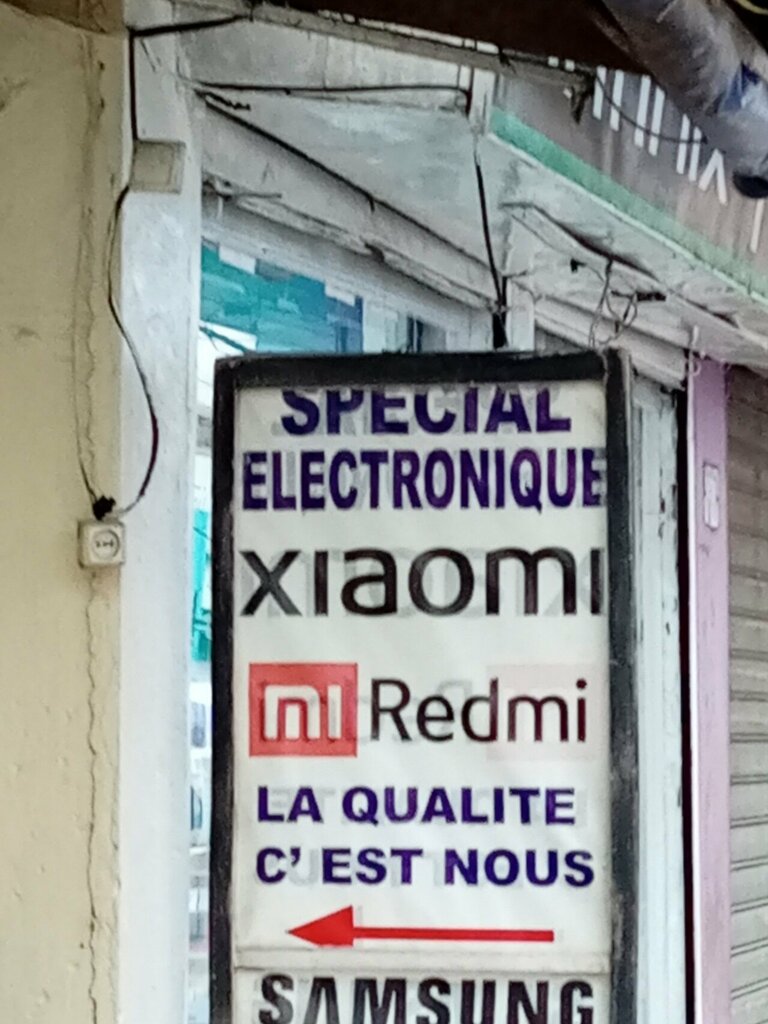 SPECIAL
ELECTRONIQUE
xiaomi
mi Redmi
LA QUALITE
C'EST NOUS
SAMSUNG